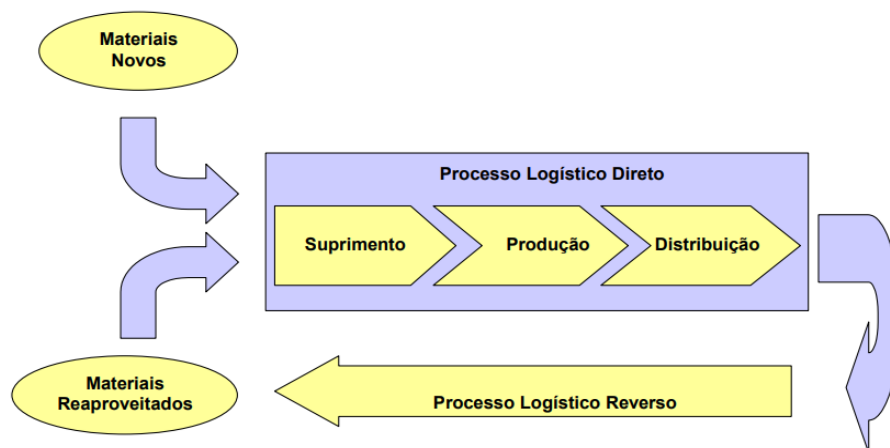 Materiais
Novos
Processo Logístico Direto
Suprimento
Produção
Distribuição
Materiais
Reaproveitados
Processo Logístico Reverso